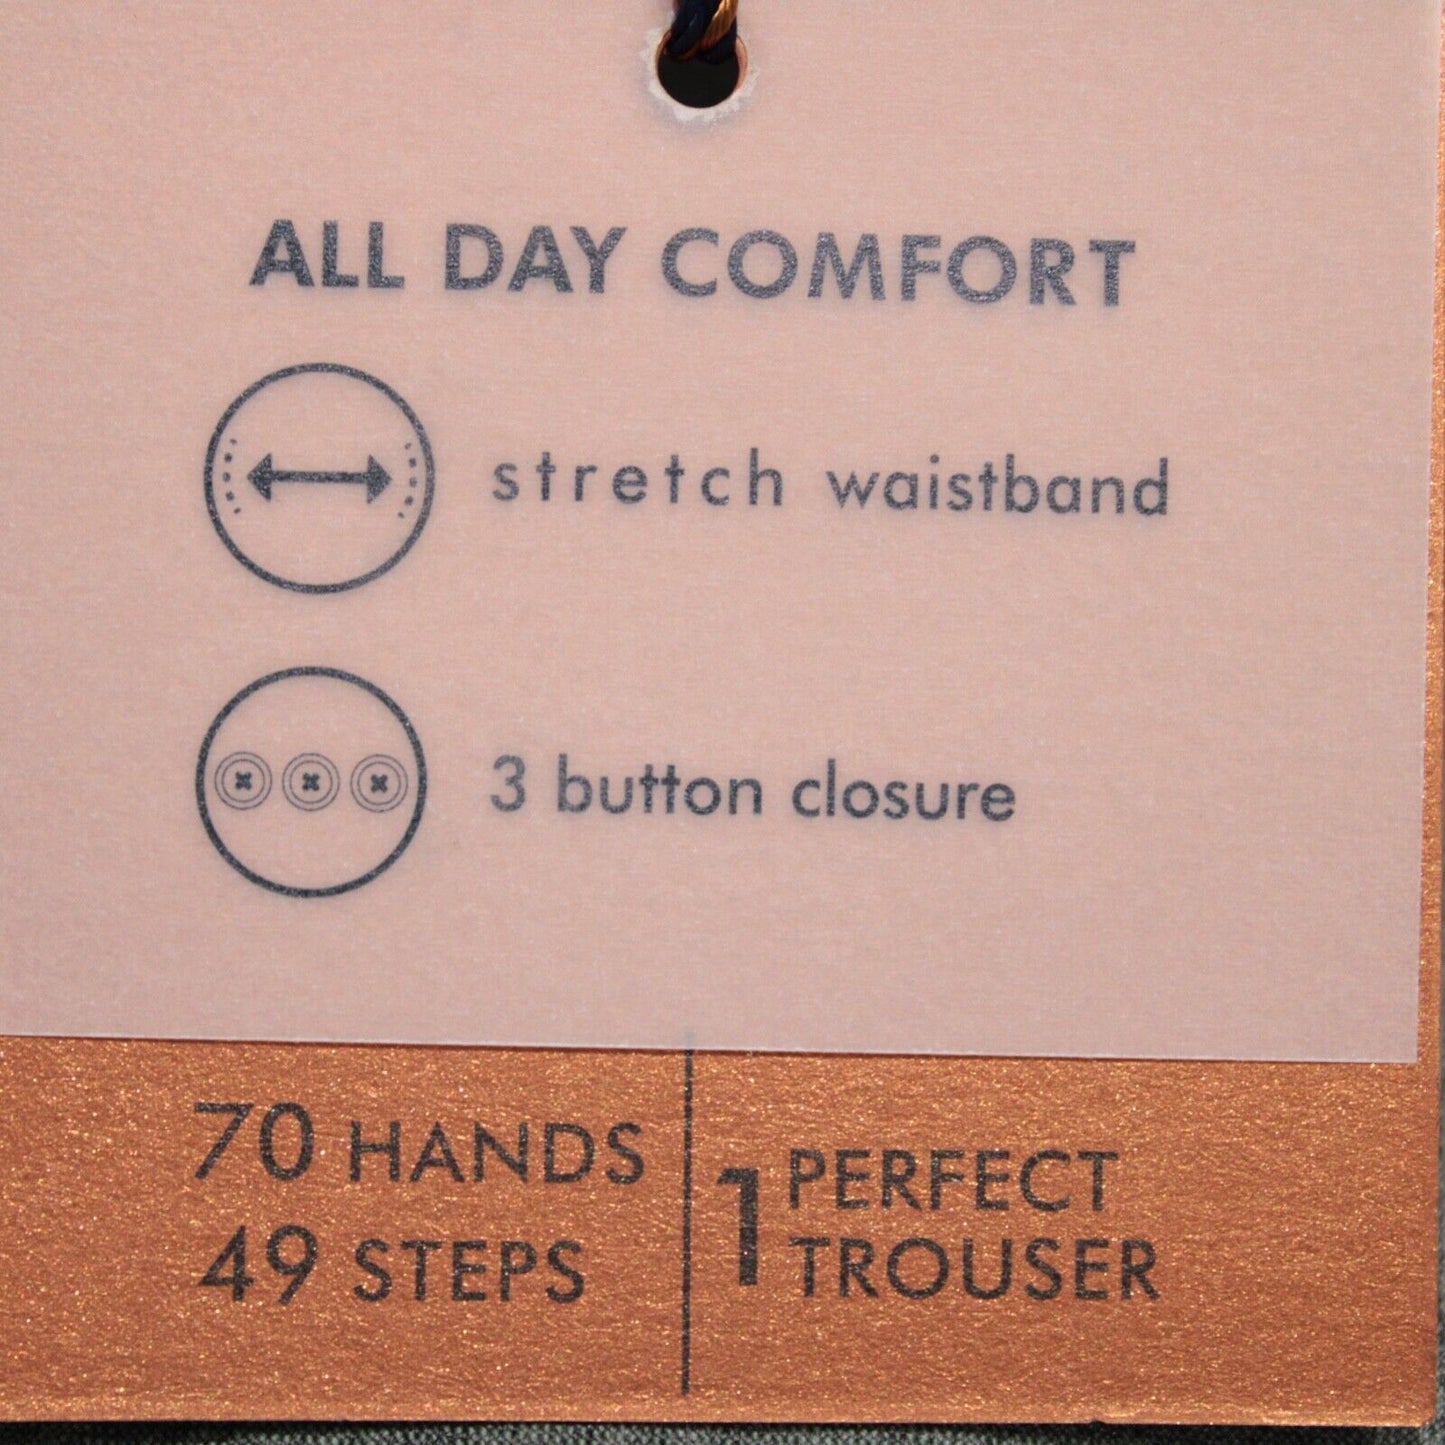 ALL DAY COMFORT
stretch waistband
3 button closure
70 HANDS
49 STEPS
1 PERFECT
TROUSER